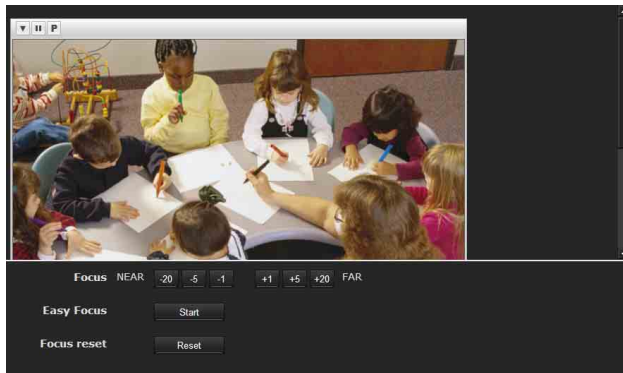 P
Focus NEAR -20 -5 -1 +1 +5 +20 FAR
Easy Focus Start
Focus reset Reset